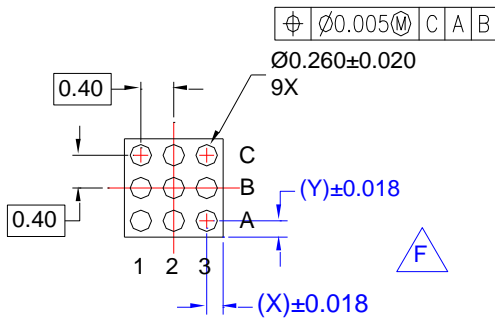 ⌖ Ø0.005Ⓜ C A B
Ø0.260±0.020
9X
0.40
C
B
(Y)±0.018
0.40
A
F
1 2 3
(X)±0.018